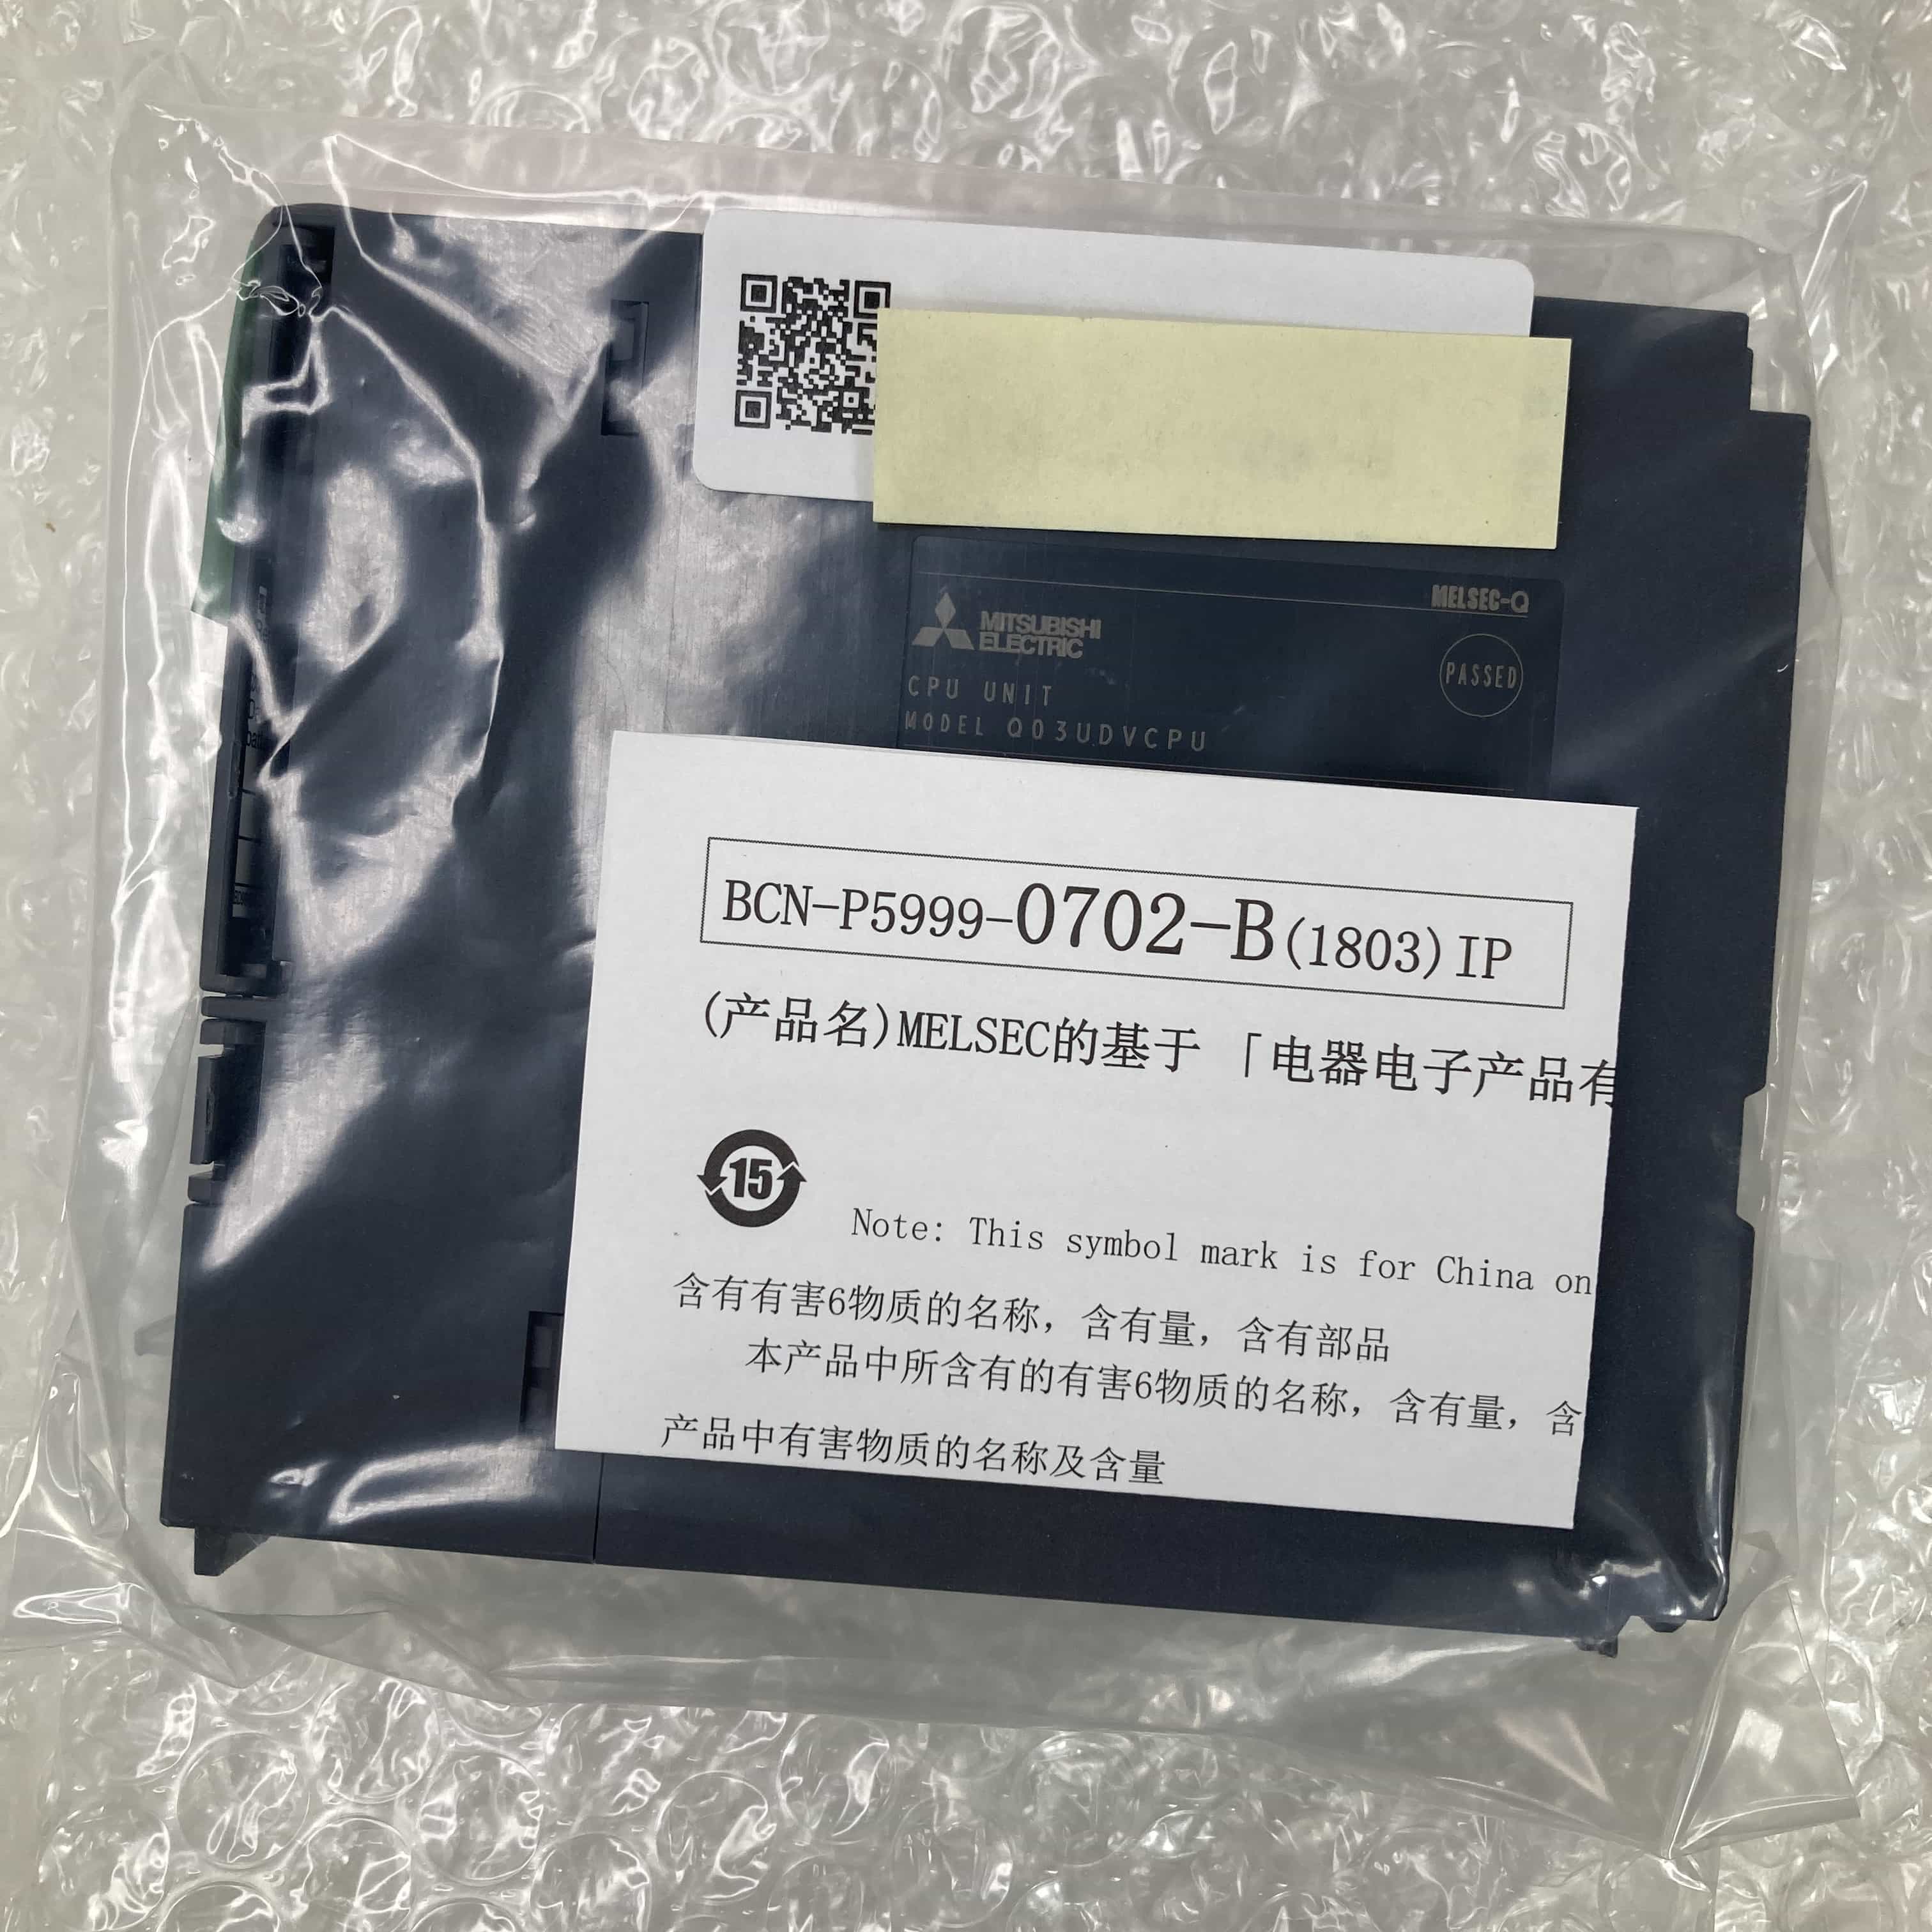 MELSEC-Q
MITSUBISHI
ELECTRIC
PASSED
CPU UNIT
MODEL Q03UDVCPU
BCN-P5999-0702-B(1803)IP
(产品名)MELSEC的基于 「电器电子产品有
15
Note: This symbol mark is for China on
含有有害6物质的名称，含有量，含有部品
本产品中所含有的有害6物质的名称，含有量，含
产品中有害物质的名称及含量